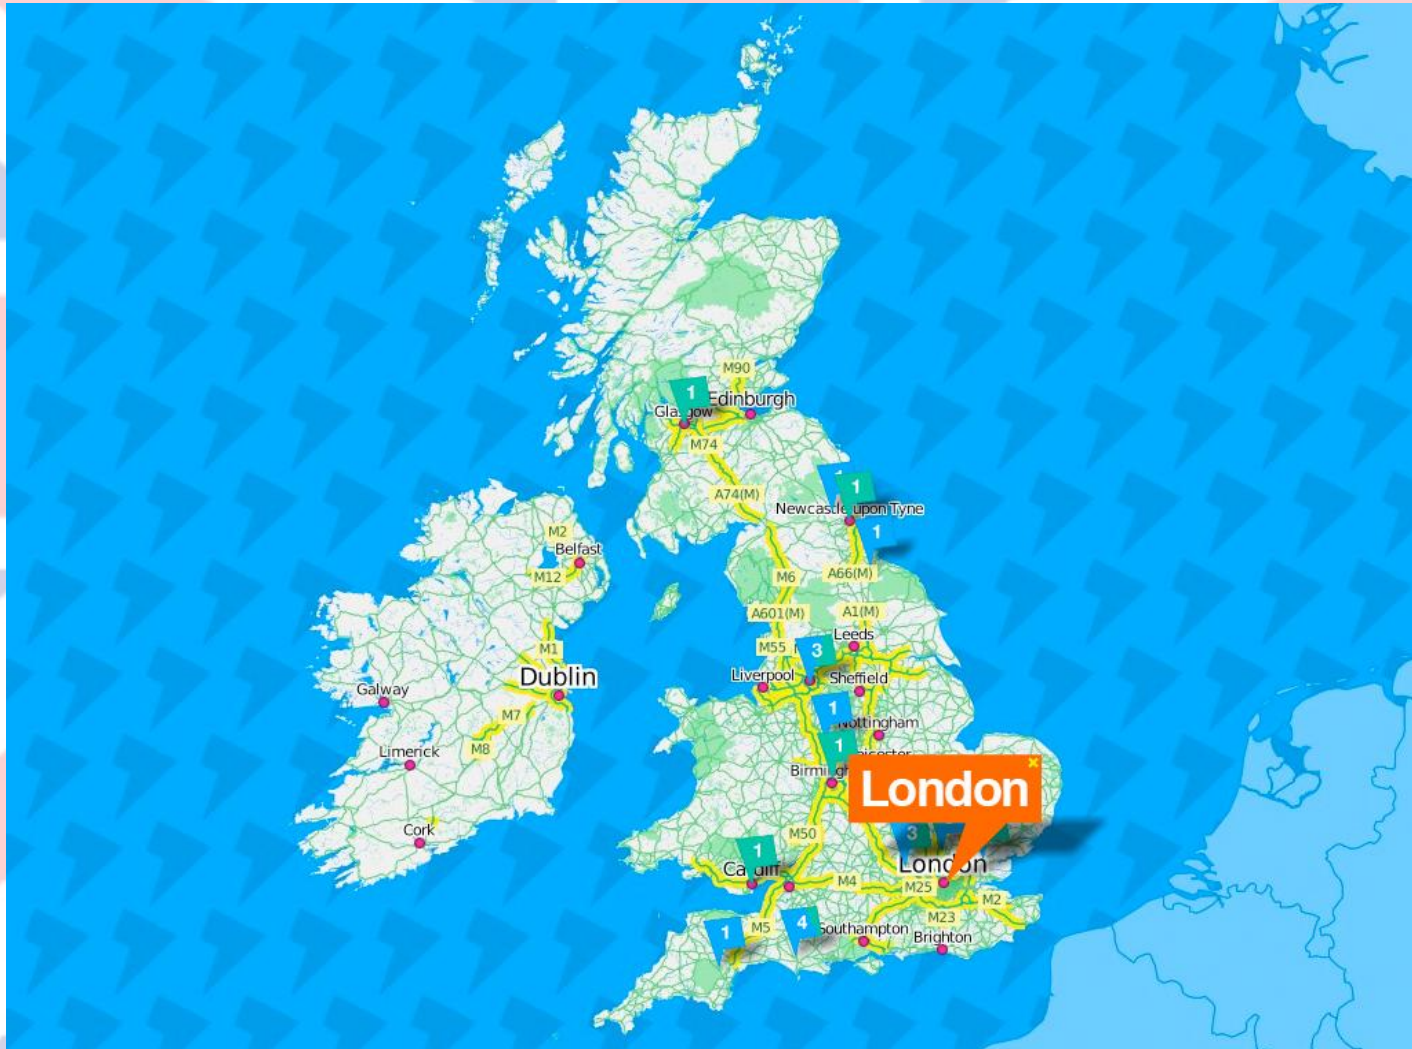 M90
1
Edinburgh
Glasgow
M74
A74(M)
1
Newcastle upon Tyne
1
M2
Belfast
M12
M6
A66(M)
A601(M)
A1(M)
Leeds
M1
M55
3
Dublin
Liverpool
Sheffield
Galway
1
M7
Nottingham
M8
1
Limerick
Birmingh
London
Cork
M50
3
1
Cardiff
London
M4
M25
M2
1
M5
4
Southampton
M23
Brighton